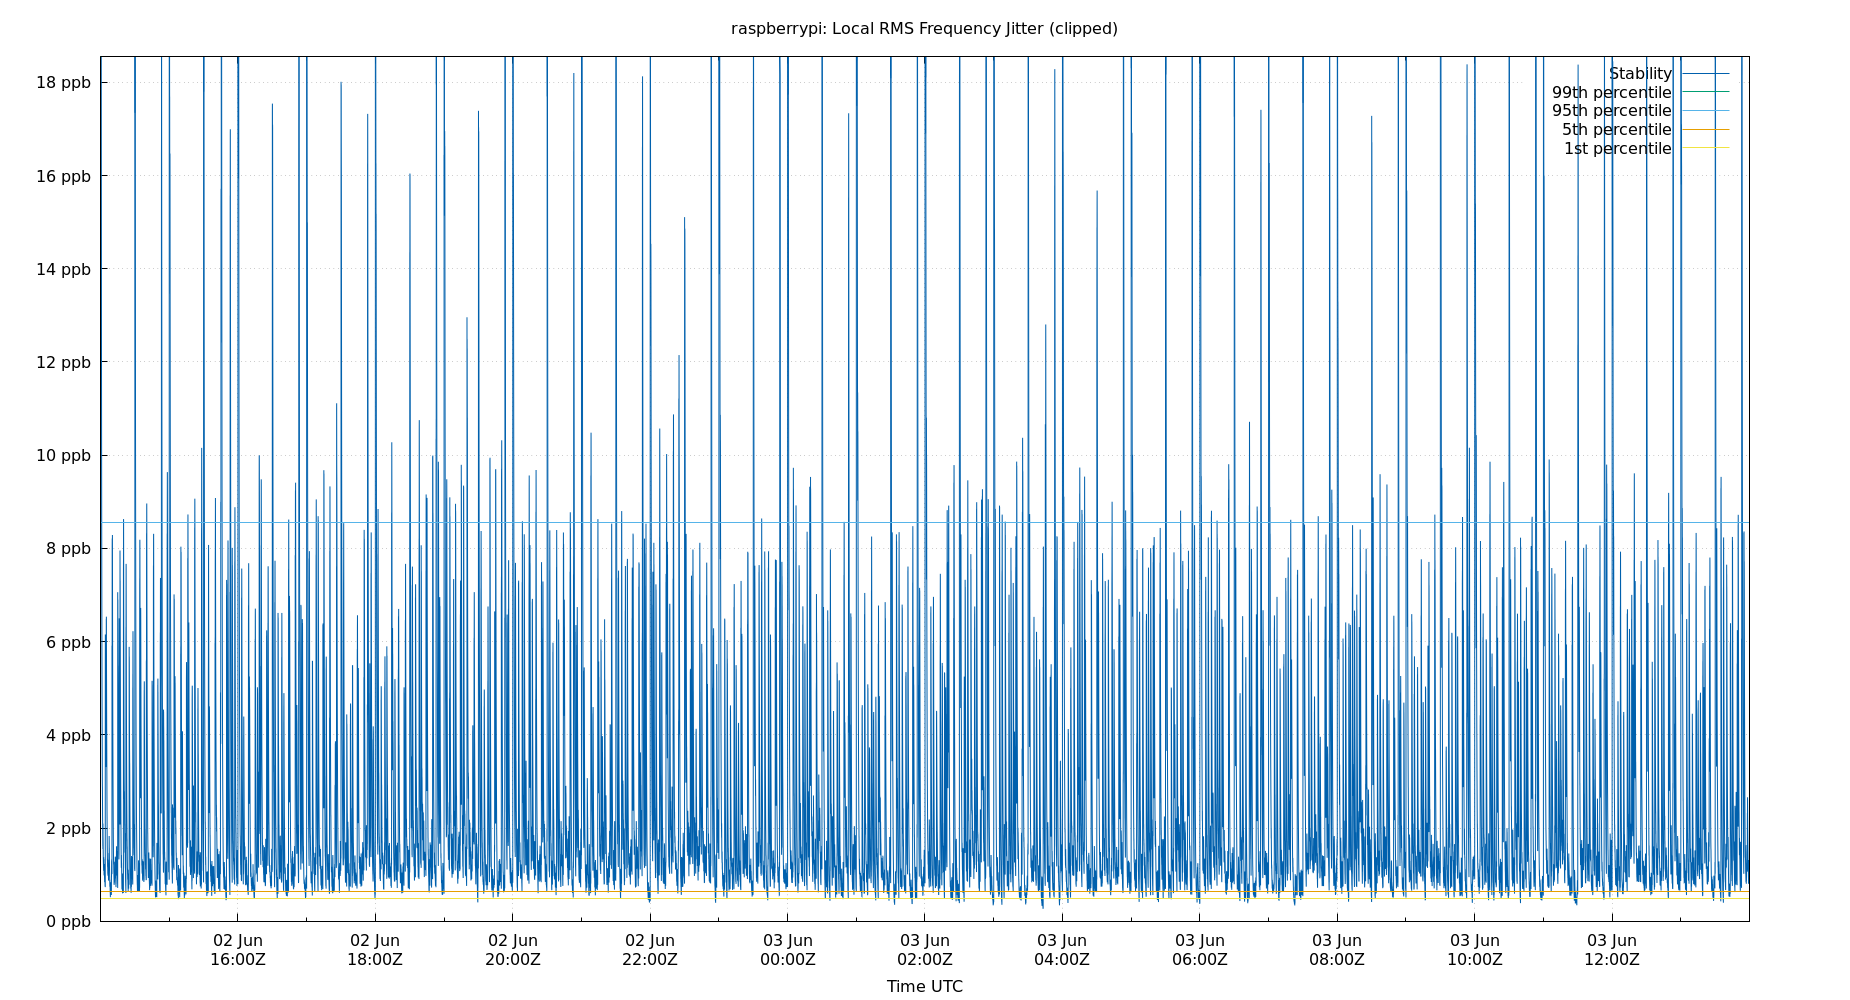 raspberrypi: Local RMS Frequency Jitter (clipped)
18 ppb
16 ppb
14 ppb
12 ppb
10 ppb
8 ppb
6 ppb
4 ppb
2 ppb
0 ppb
Stability
99th percentile
95th percentile
5th percentile
1st percentile
02 Jun 02 Jun 02 Jun 02 Jun 03 Jun 03 Jun 03 Jun 03 Jun 03 Jun 03 Jun 03 Jun
16:00Z 18:00Z 20:00Z 22:00Z 00:00Z 02:00Z 04:00Z 06:00Z 08:00Z 10:00Z 12:00Z
Time UTC